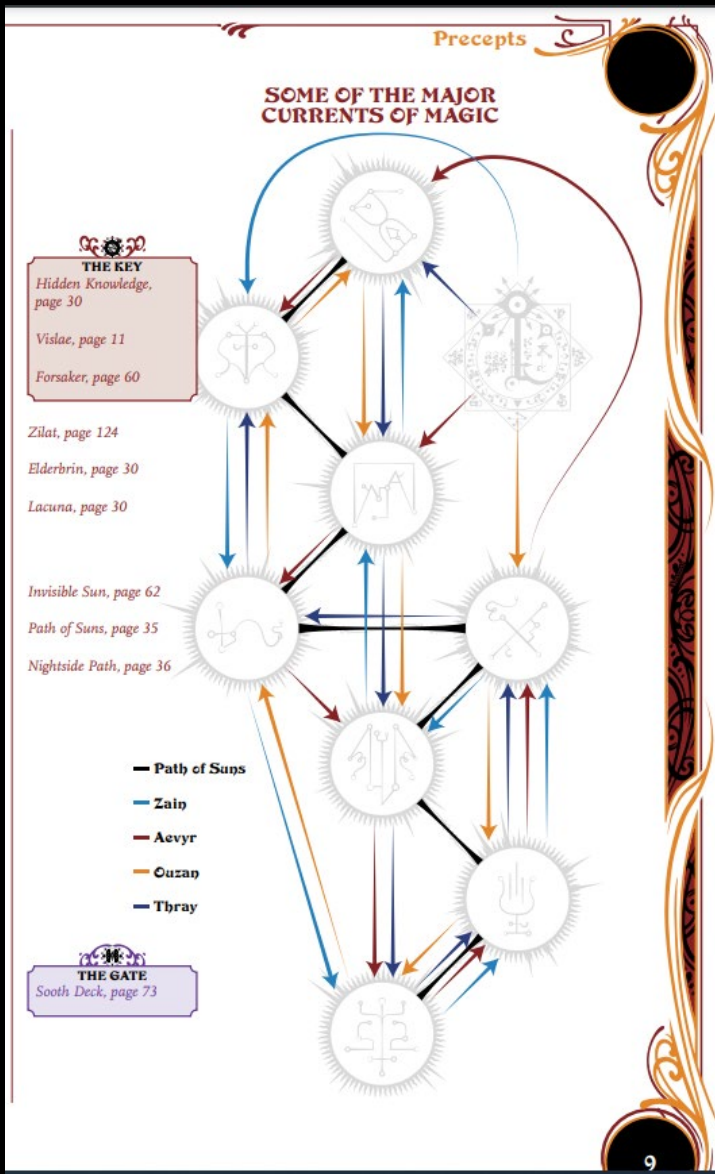 Precepts
SOME OF THE MAJOR
CURRENTS OF MAGIC
THE KEY
Hidden Knowledge,
page 30
Vislae, page 11
Forsaker, page 60
Zilat, page 124
Elderbrin, page 30
Lacuna, page 30
Invisible Sun, page 62
Path of Suns, page 35
Nightside Path, page 36
Path of Suns
Zain
Aevyr
Ouzan
Thray
THE GATE
Sooth Deck, page 73
9